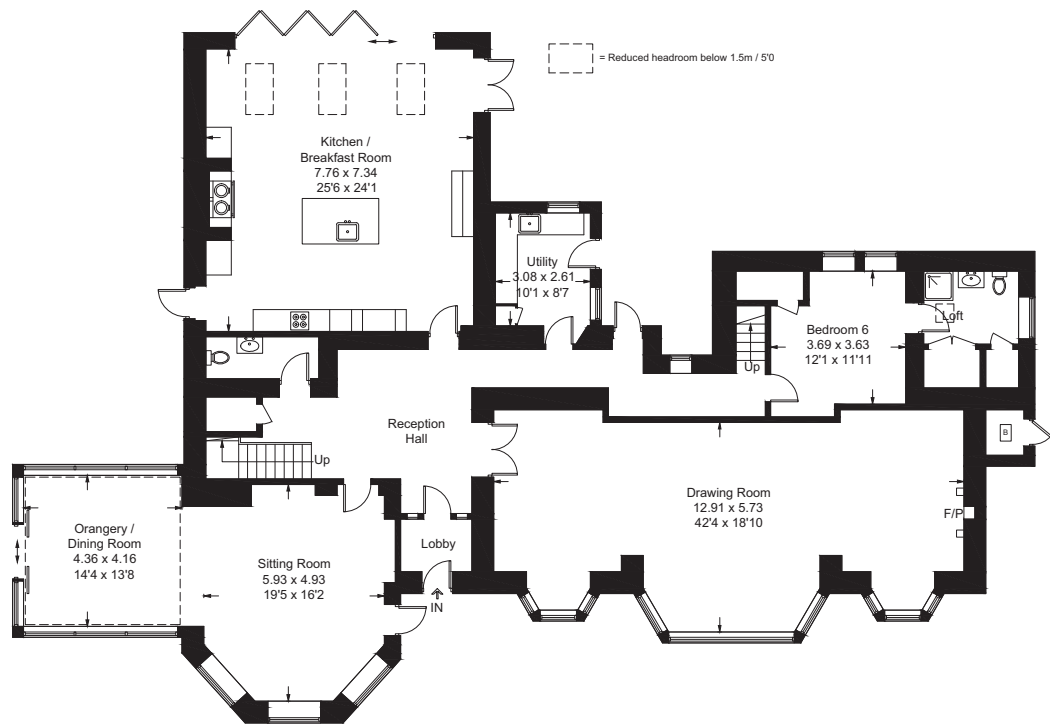 = Reduced headroom below 1.5m / 5'0
Kitchen /
Breakfast Room
7.76 x 7.34
25'6 x 24'1
Utility
3.08 x 2.61
10'1 x 8'7
Bedroom 6
3.69 x 3.63
12'1 x 11'11
Loft
Up
Reception
Hall
Up
B
Drawing Room
12.91 x 5.73
42'4 x 18'10
F/P
Orangery /
Dining Room
4.36 x 4.16
14'4 x 13'8
Lobby
Sitting Room
5.93 x 4.93
19'5 x 16'2
IN